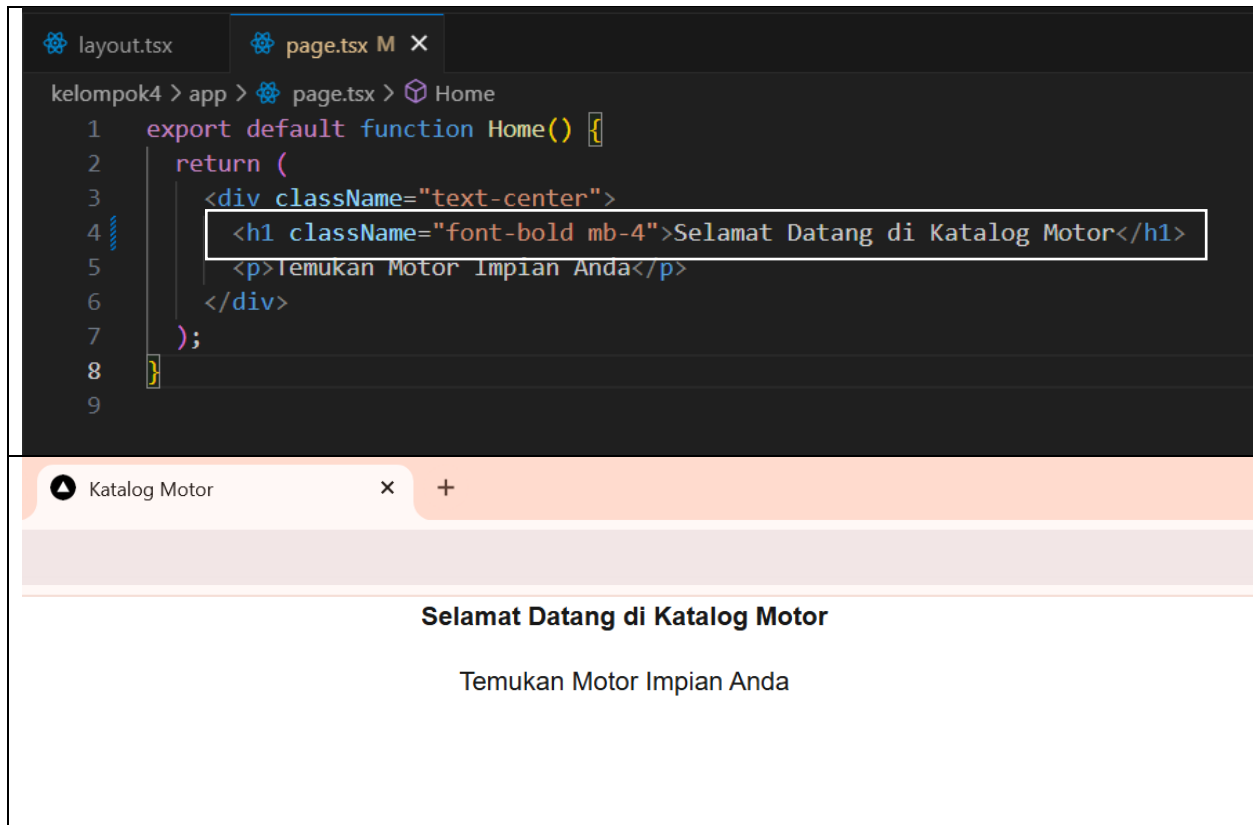 layout.tsx page.tsx M
kelompok4 > app > page.tsx > Home
1 export default function Home() {
2 return (
3 <div className="text-center">
4 <h1 className="font-bold mb-4">Selamat Datang di Katalog Motor</h1>
5 <p>Temukan Motor Impian Anda</p>
6 </div>
7 );
8 }
9
Katalog Motor
Selamat Datang di Katalog Motor
Temukan Motor Impian Anda